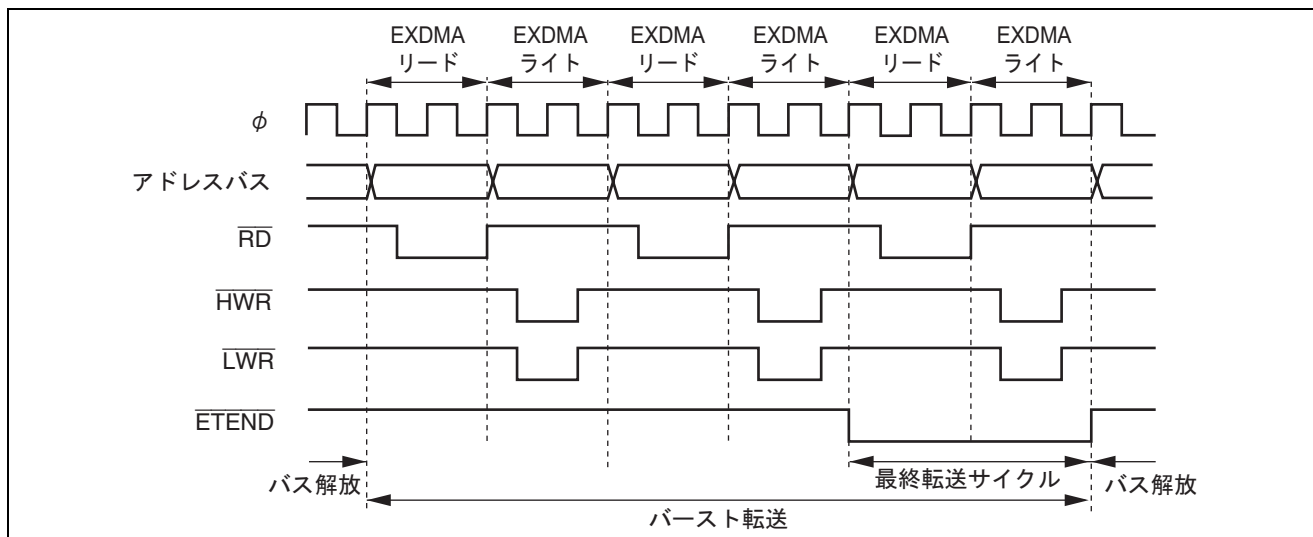 EXDMA EXDMA EXDMA EXDMA EXDMA EXDMA
リード ライト リード ライト リード ライト
φ
アドレスバス
RD
HWR
LWR
ETEND
バス解放 最終転送サイクル バス解放
バースト転送